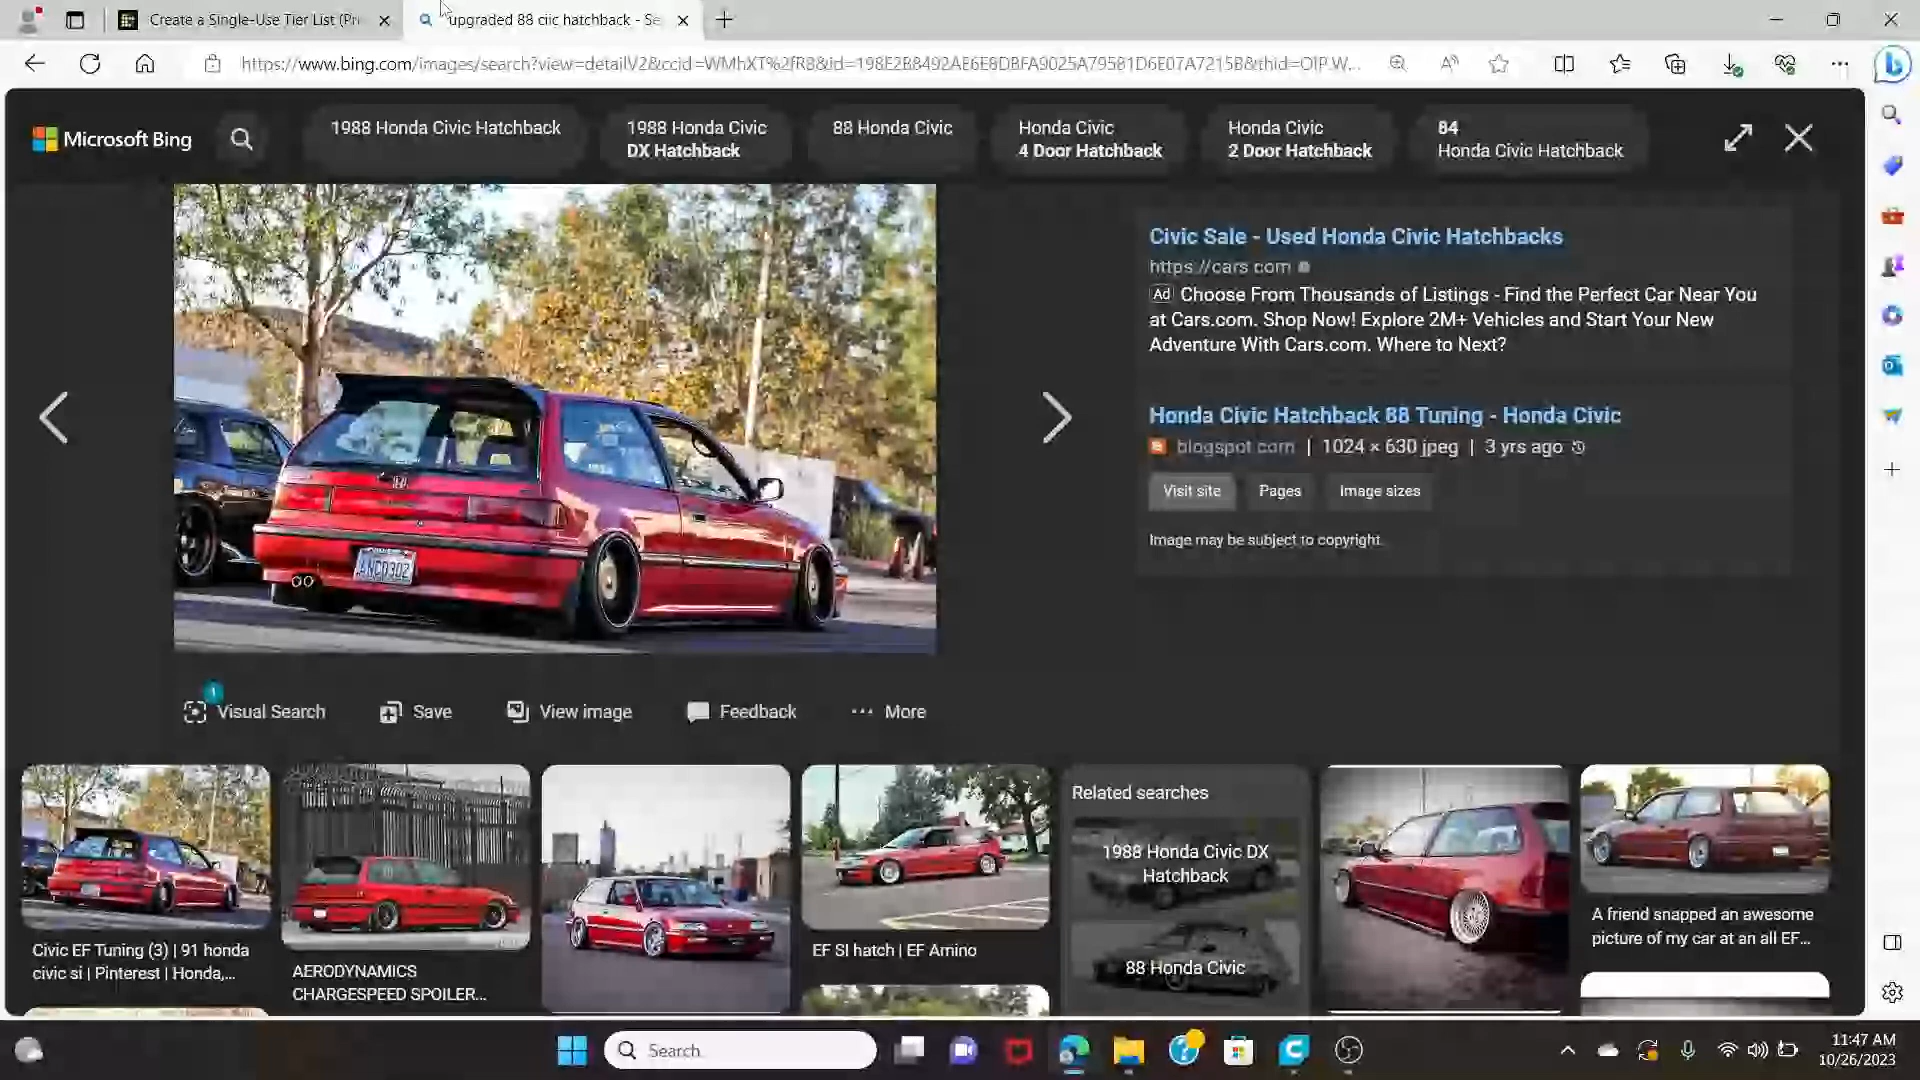 Create a Single-Use Tier List (Pr
upgraded 88 ciic hatchback - Se
https://www.bing.com/images/search?view=detailV2&ccid=WMhXT%2fRB&id=198E2B8492AE6E8DBFA9025A79581D6E07A7215B&thid=OIP.W...
Microsoft Bing
1988 Honda Civic Hatchback
1988 Honda Civic
DX Hatchback
88 Honda Civic
Honda Civic
4 Door Hatchback
Honda Civic
2 Door Hatchback
84
Honda Civic Hatchback
Civic Sale - Used Honda Civic Hatchbacks
https://cars.com
Ad Choose From Thousands of Listings - Find the Perfect Car Near You
at Cars.com. Shop Now! Explore 2M+ Vehicles and Start Your New
Adventure With Cars.com. Where to Next?
Honda Civic Hatchback 88 Tuning - Honda Civic
blogspot.com | 1024 × 630 jpeg | 3 yrs ago
Visit site
Pages
Image sizes
Image may be subject to copyright.
1
Visual Search
Save
View image
Feedback
More
Civic EF Tuning (3) | 91 honda
civic si | Pinterest | Honda,...
AERODYNAMICS
CHARGESPEED SPOILER...
EF SI hatch | EF Amino
Related searches
1988 Honda Civic DX
Hatchback
88 Honda Civic
A friend snapped an awesome
picture of my car at an all EF...
Search
11:47 AM
10/26/2023